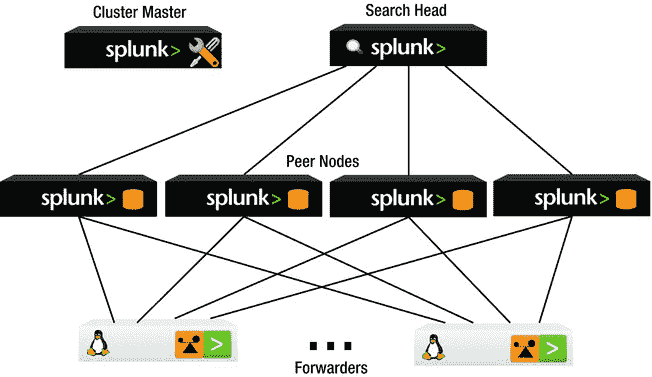 Cluster Master
Search Head
splunk>
splunk>
Peer Nodes
splunk>
splunk>
splunk>
splunk>
>
>
Forwarders